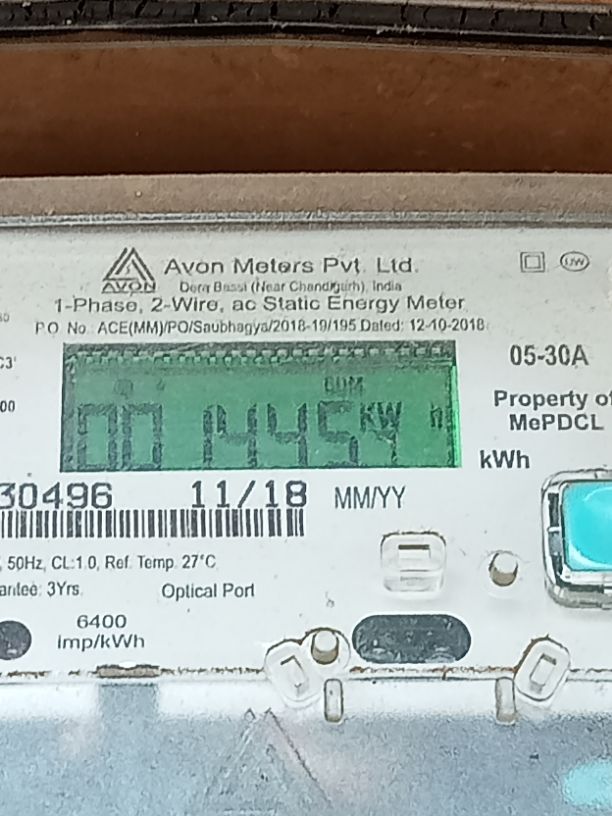 Avon Meters Pvt. Ltd.
AVON
Dera Bassi (Near Chandigarh), India
1-Phase, 2-Wire, ac Static Energy Meter
P.O. No. ACE(MM)/PO/Saubhagya/2018-19/195 Dated: 12-10-2018
05-30A
00
Property of
MePDCL
kWh
30496 11/18 MM/YY
50Hz, CL:1.0, Ref. Temp. 27°C
3Yrs. Optical Port
6400
imp/kWh